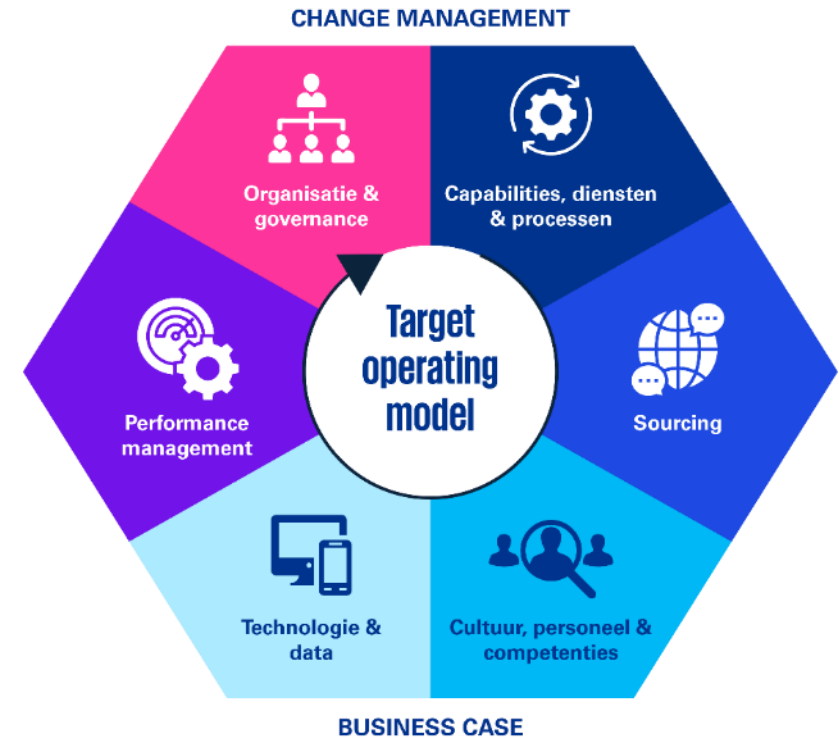 CHANGE MANAGEMENT
Organisatie &
governance
Capabilities, diensten
& processen
Target
operating
model
Performance
management
Sourcing
Technologie &
data
Cultuur, personeel &
competenties
BUSINESS CASE